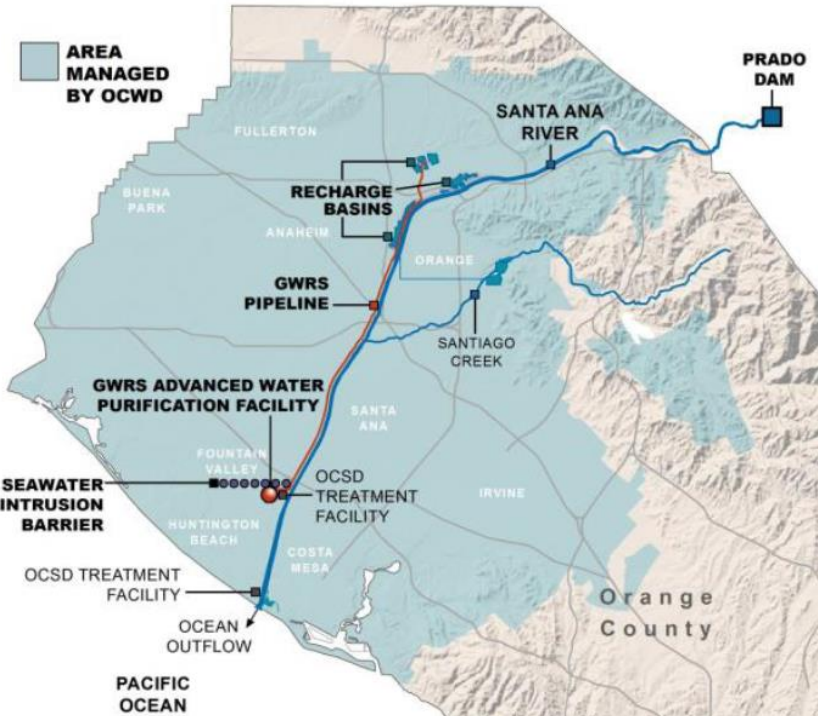 AREA
MANAGED
BY OCWD
PRADO
DAM
SANTA ANA
RIVER
FULLERTON
RECHARGE
BASINS
BUENA
PARK
ANAHEIM
ORANGE
GWRS
PIPELINE
SANTIAGO
CREEK
GWRS ADVANCED WATER
PURIFICATION FACILITY
SANTA
ANA
FOUNTAIN
VALLEY
SEAWATER
INTRUSION
BARRIER
OCSD
TREATMENT
FACILITY
IRVINE
HUNTINGTON
BEACH
COSTA
MESA
OCSD TREATMENT
FACILITY
Orange
County
OCEAN
OUTFLOW
PACIFIC
OCEAN